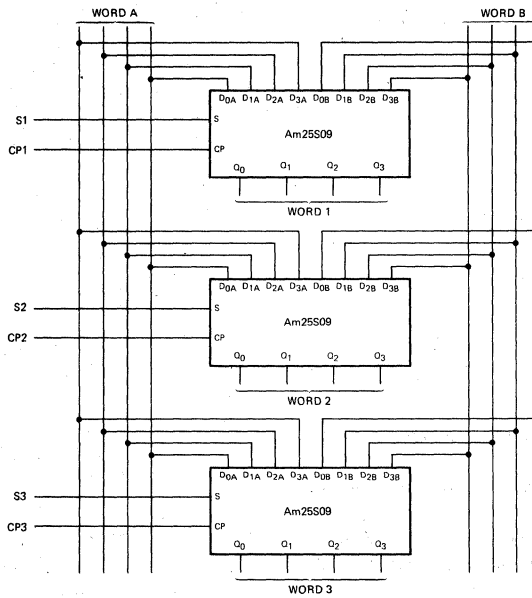 WORD A WORD B
D0A D1A D2A D3A D0B D1B D2B D3B
S1 S
Am25S09
CP1 CP
Q0 Q1 Q2 Q3
WORD 1
D0A D1A D2A D3A D0B D1B D2B D3B
S2 S
Am25S09
CP2 CP
Q0 Q1 Q2 Q3
WORD 2
D0A D1A D2A D3A D0B D1B D2B D3B
S3 S
Am25S09
CP3 CP
Q0 Q1 Q2 Q3
WORD 3